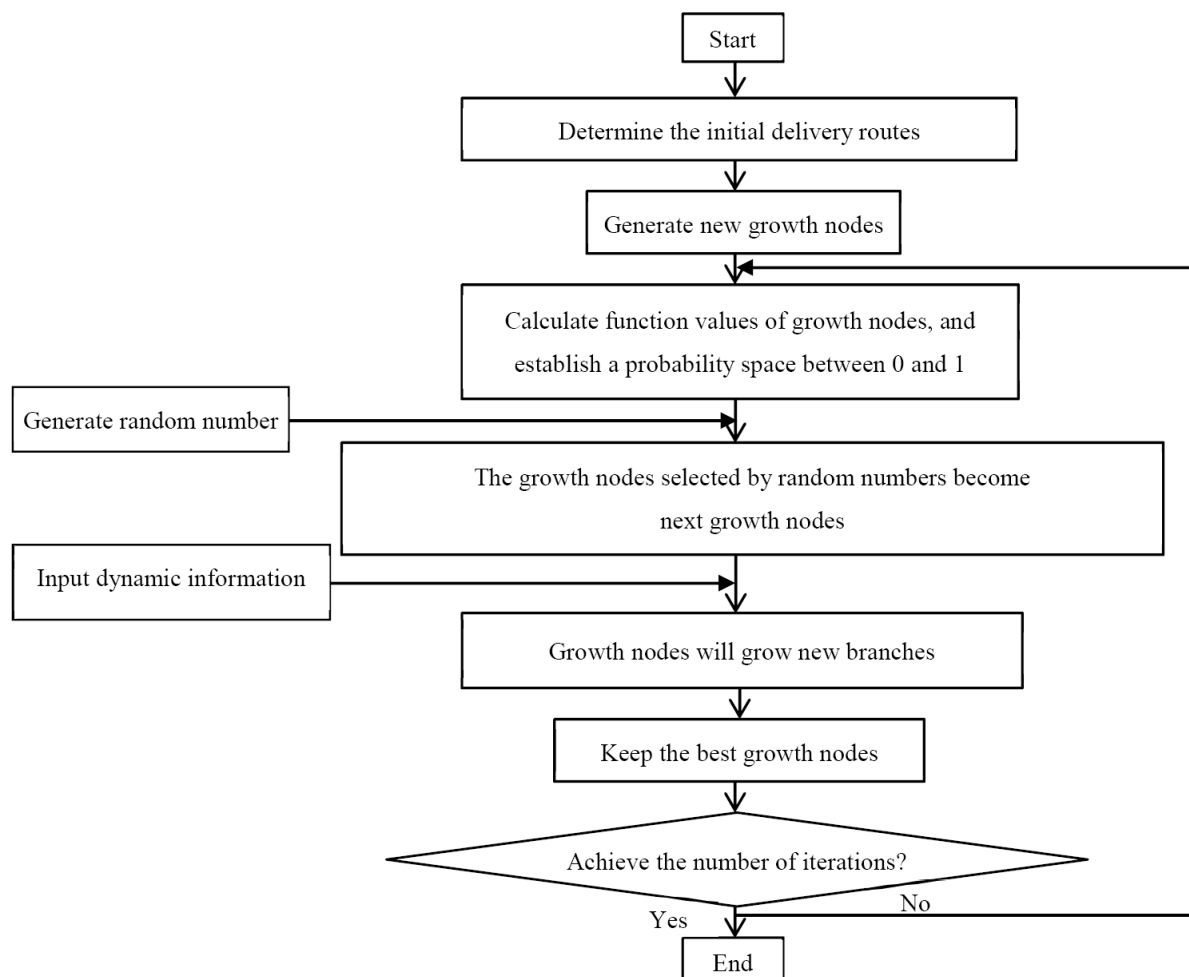 Start
Determine the initial delivery routes
Generate new growth nodes
Calculate function values of growth nodes, and
establish a probability space between 0 and 1
Generate random number
The growth nodes selected by random numbers become
next growth nodes
Input dynamic information
Growth nodes will grow new branches
Keep the best growth nodes
Achieve the number of iterations?
No
Yes
End